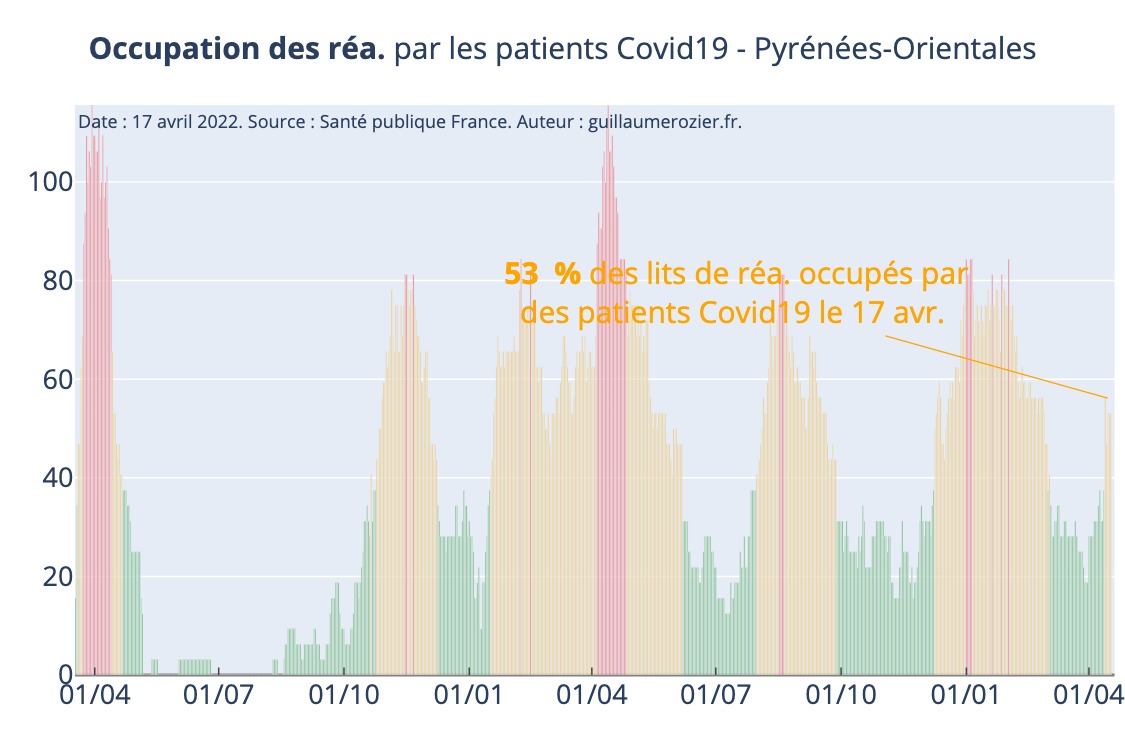 Occupation des réa. par les patients Covid19 - Pyrénées-Orientales
Date : 17 avril 2022. Source : Santé publique France. Auteur : guillaumerozier.fr.
100
80
53 % des lits de réa. occupés par
des patients Covid19 le 17 avr.
60
40
20
0
01/04 01/07 01/10 01/01 01/04 01/07 01/10 01/01 01/04